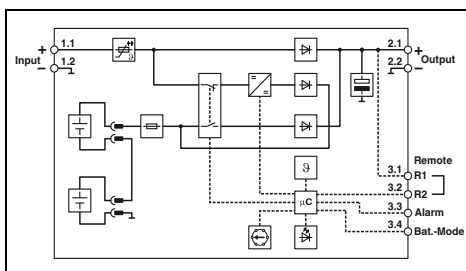 + 1.1
Input
− 1.2
ϑ
=
=
2.1 +
Output
2.2 −
Remote
3.1
R1
3.2
R2
3.3
Alarm
3.4
Bat.-Mode
ϑ
µC